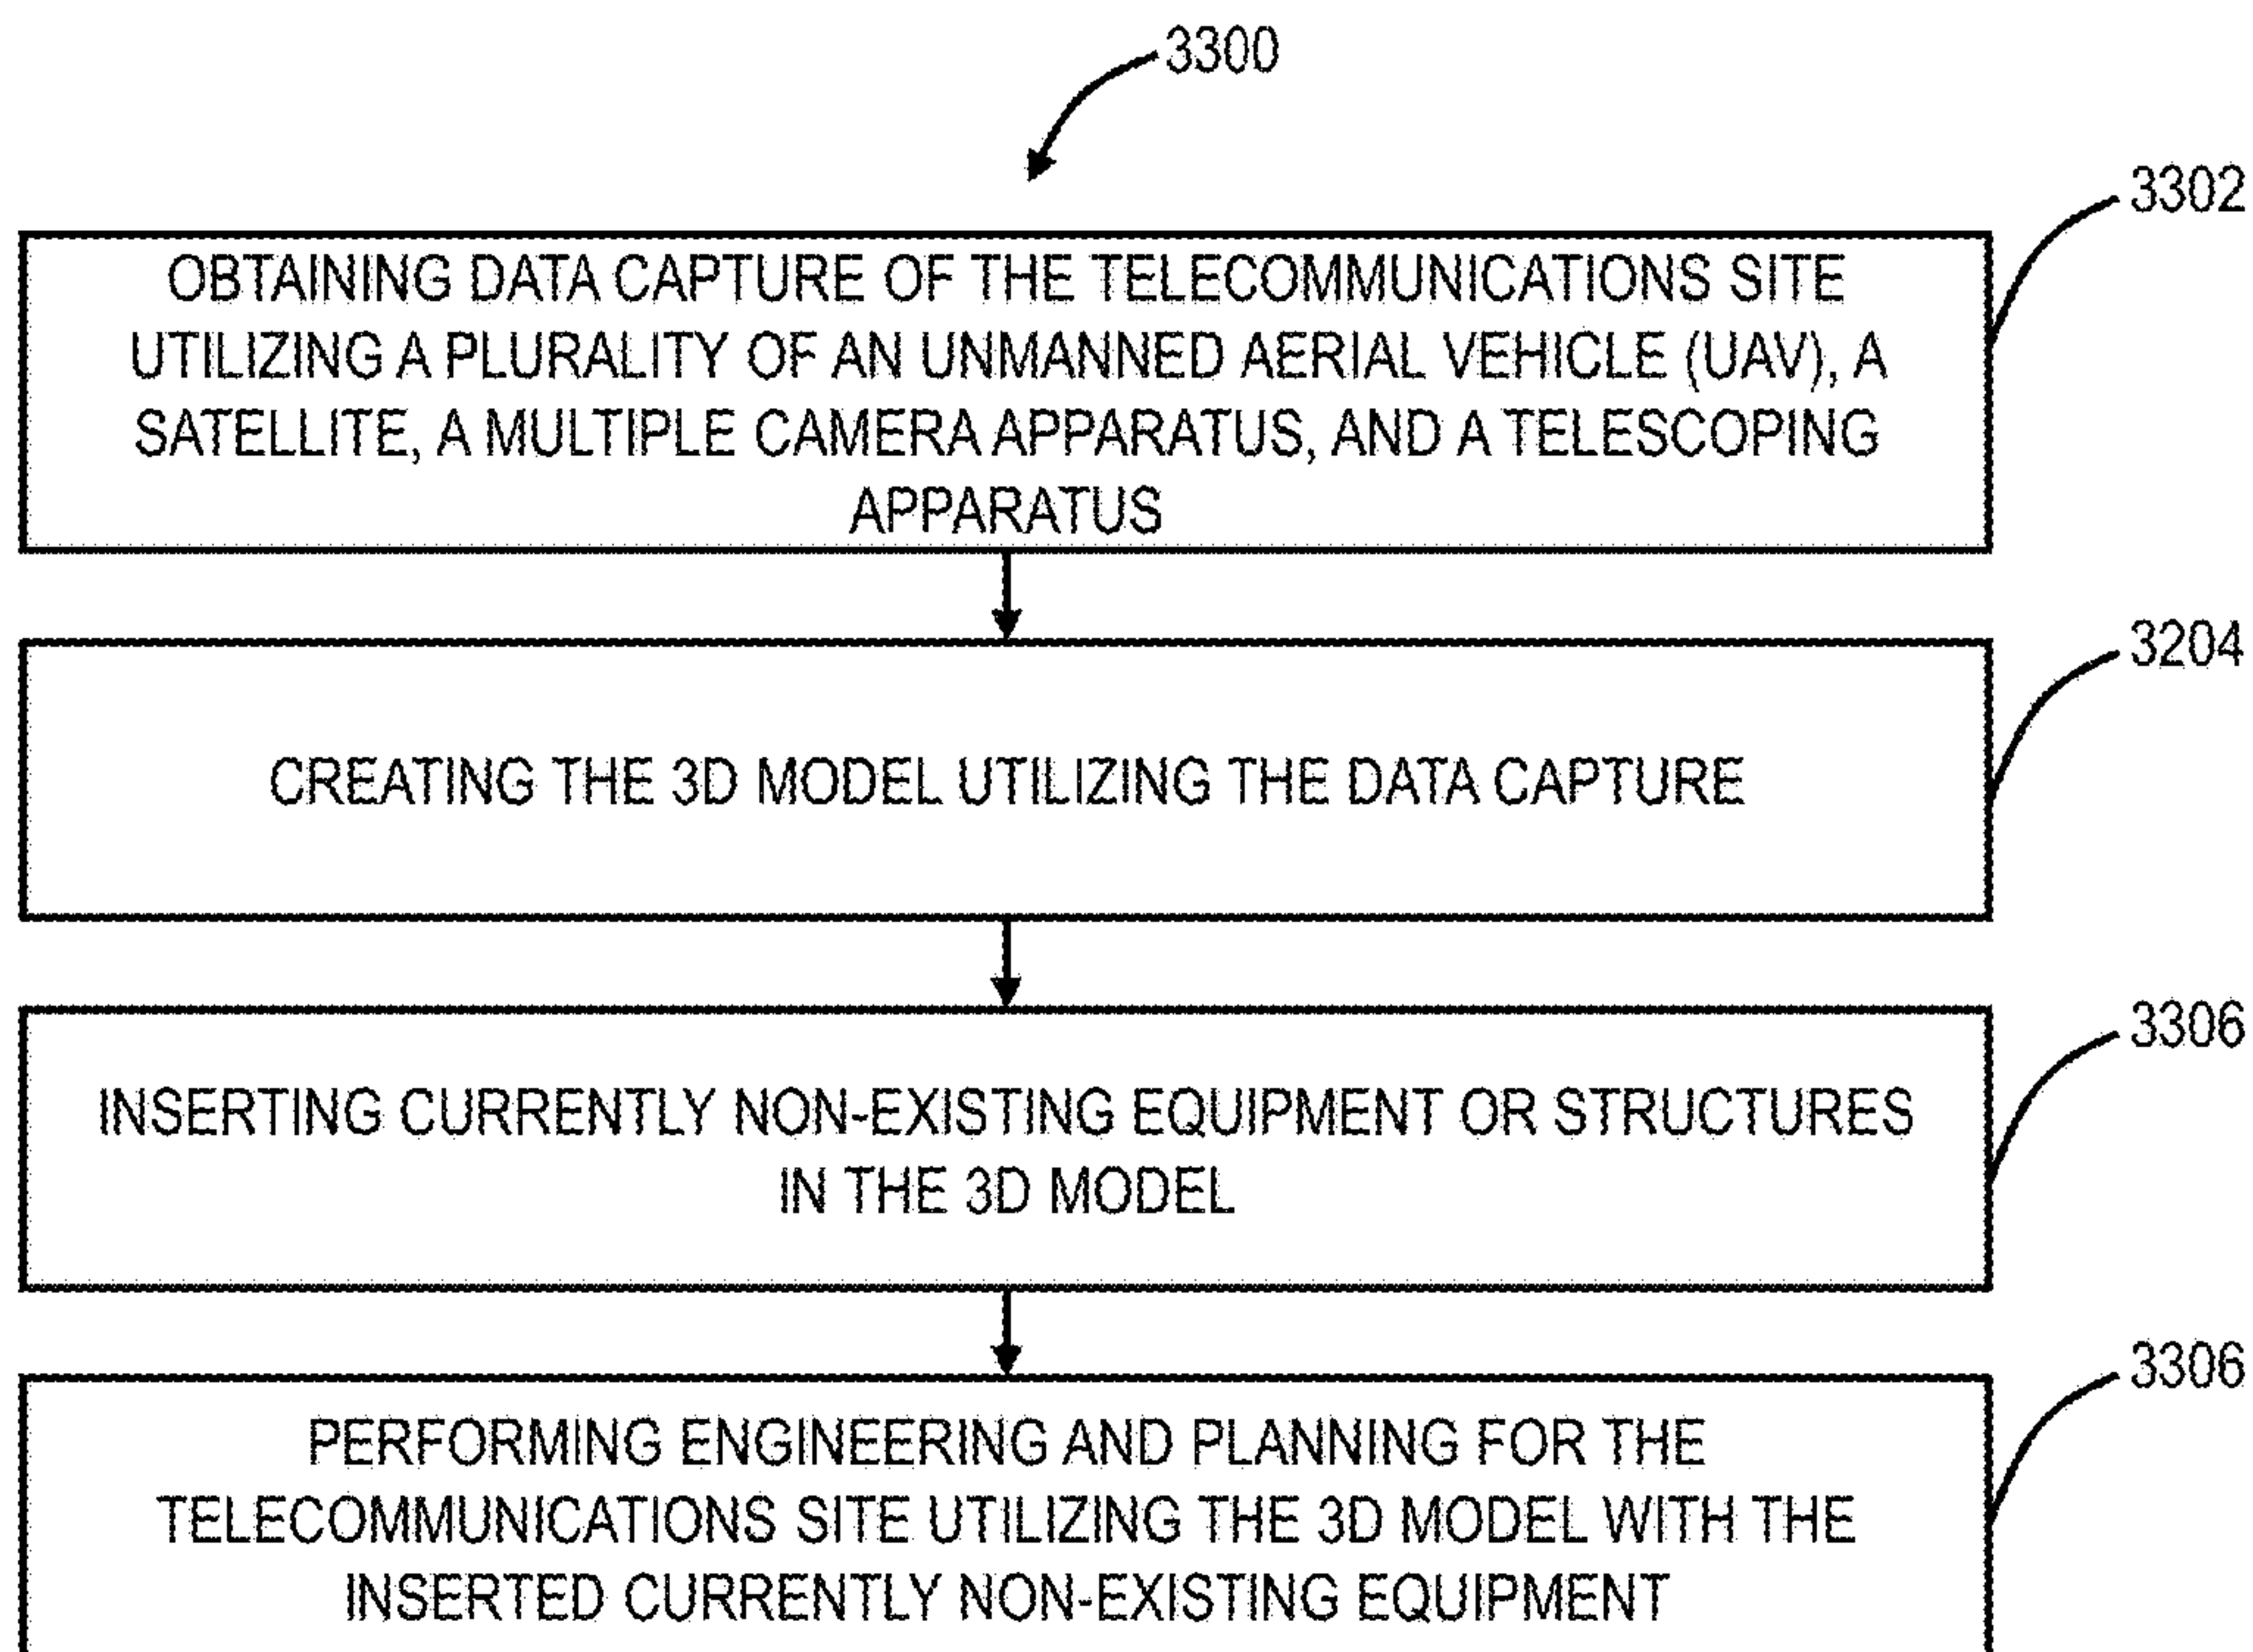 3300
3302
OBTAINING DATA CAPTURE OF THE TELECOMMUNICATIONS SITE
UTILIZING A PLURALITY OF AN UNMANNED AERIAL VEHICLE (UAV), A
SATELLITE, A MULTIPLE CAMERA APPARATUS, AND A TELESCOPING
APPARATUS
3204
CREATING THE 3D MODEL UTILIZING THE DATA CAPTURE
3306
INSERTING CURRENTLY NON-EXISTING EQUIPMENT OR STRUCTURES
IN THE 3D MODEL
3306
PERFORMING ENGINEERING AND PLANNING FOR THE
TELECOMMUNICATIONS SITE UTILIZING THE 3D MODEL WITH THE
INSERTED CURRENTLY NON-EXISTING EQUIPMENT